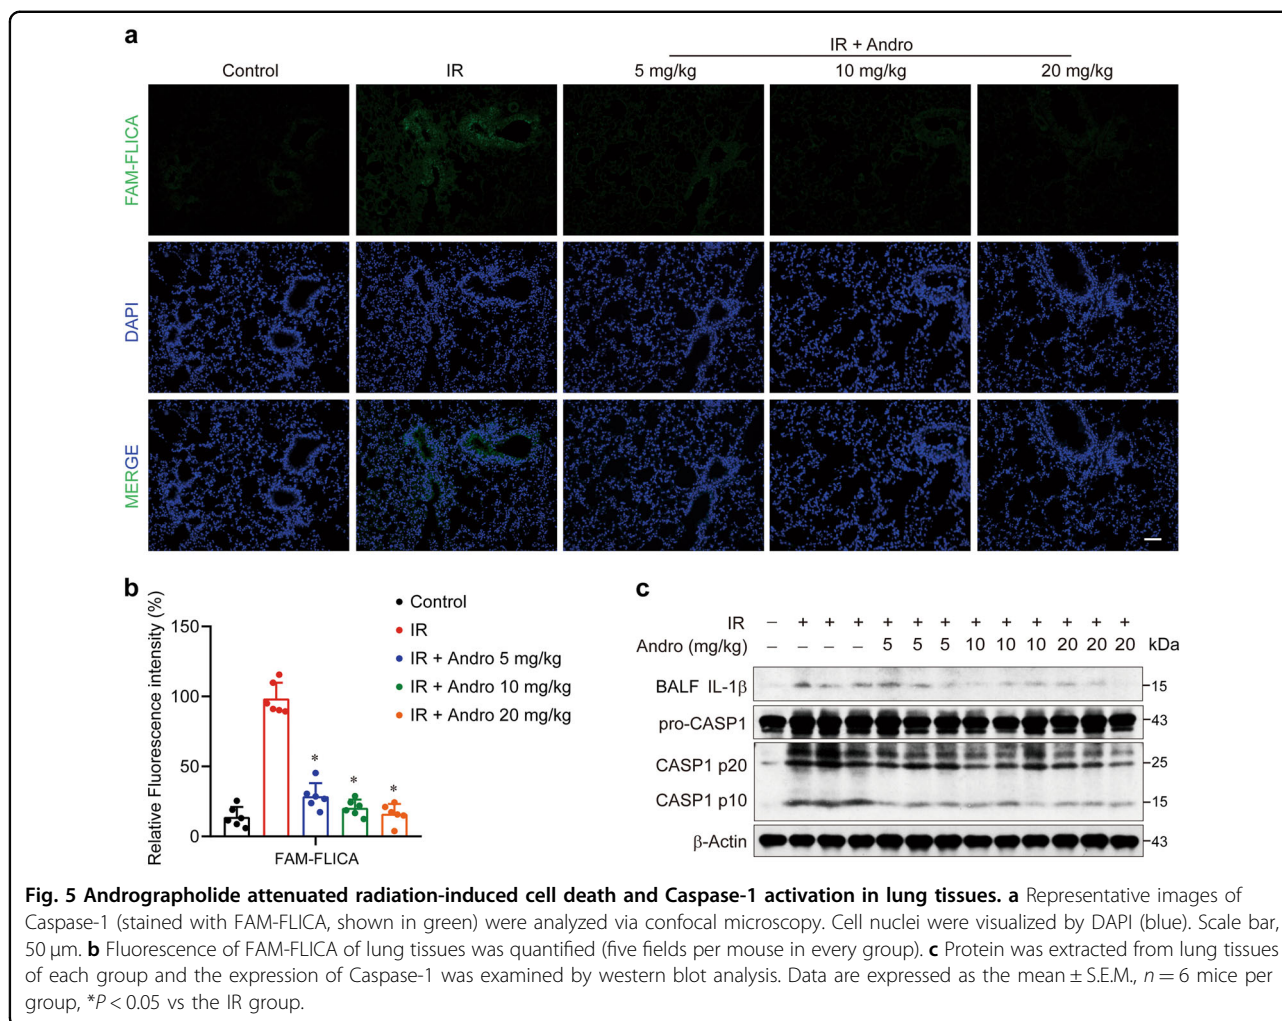 a
IR + Andro
Control IR 5 mg/kg 10 mg/kg 20 mg/kg
FAM-FLICA
DAPI
MERGE
b
Relative Fluorescence intensity (%)
150
100
50
0
* * *
FAM-FLICA
Control
IR
IR + Andro 5 mg/kg
IR + Andro 10 mg/kg
IR + Andro 20 mg/kg
c
IR − + + + + + + + + + + + +
Andro (mg/kg) − − − − 5 5 5 10 10 10 20 20 20 kDa
BALF IL-1β 15
pro-CASP1 43
CASP1 p20 25
CASP1 p10 15
β-Actin 43
Fig. 5 Andrographolide attenuated radiation-induced cell death and Caspase-1 activation in lung tissues. a Representative images of
Caspase-1 (stained with FAM-FLICA, shown in green) were analyzed via confocal microscopy. Cell nuclei were visualized by DAPI (blue). Scale bar,
50 μm. b Fluorescence of FAM-FLICA of lung tissues was quantified (five fields per mouse in every group). c Protein was extracted from lung tissues
of each group and the expression of Caspase-1 was examined by western blot analysis. Data are expressed as the mean ± S.E.M., n = 6 mice per
group, *P < 0.05 vs the IR group.